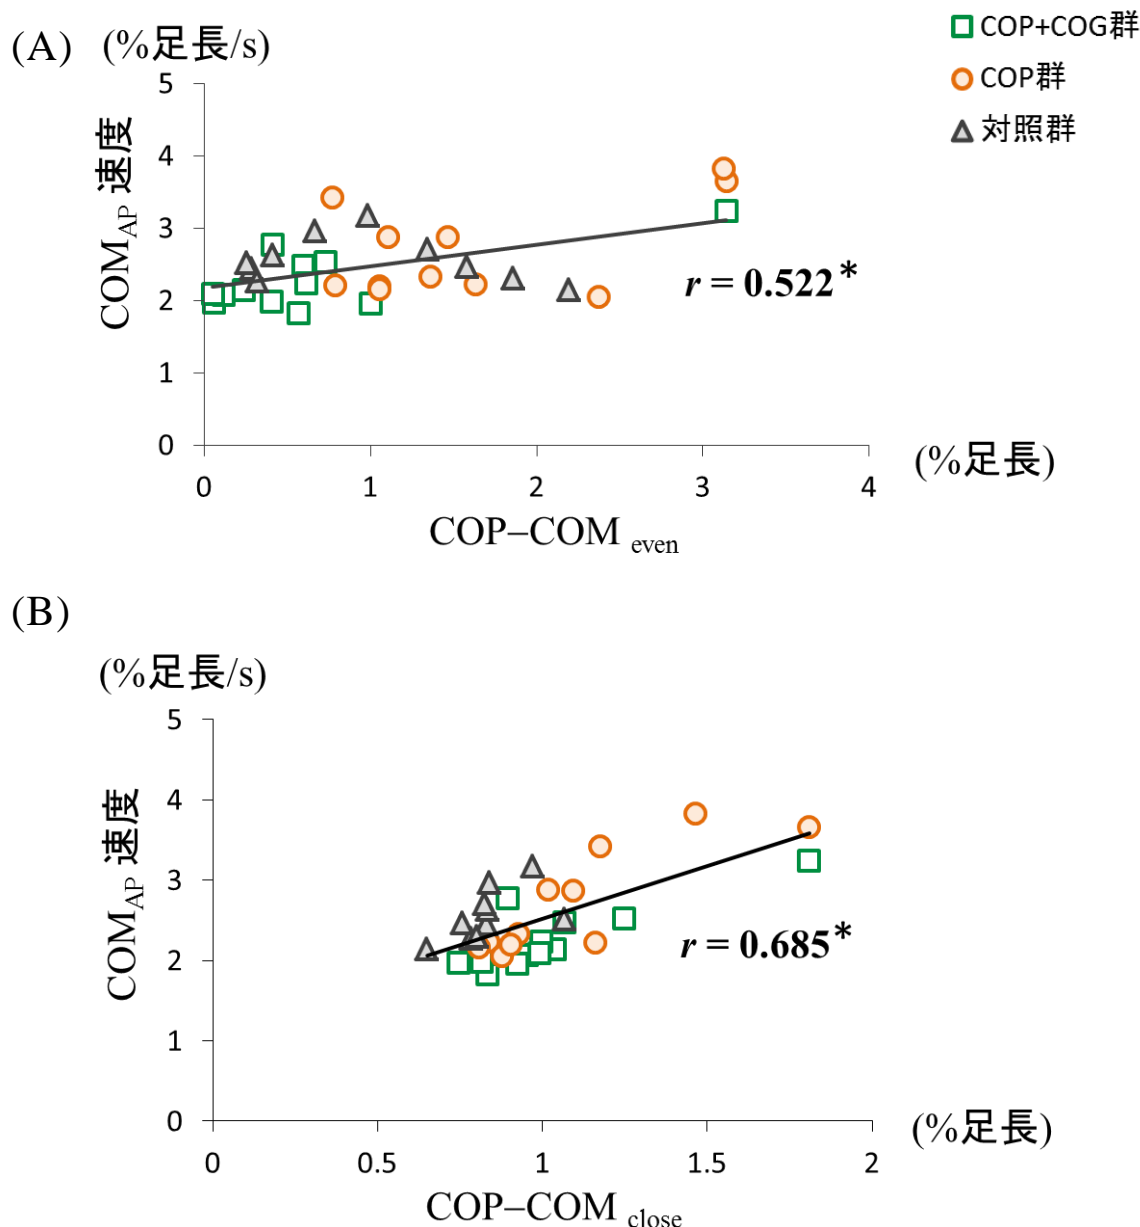 COP+COG群
(A) (%足長/s)
COP群
対照群
5
4
3
2
1
0
COM_AP 速度
r = 0.522*
0 1 2 3 4
(%足長)
COP–COM even
(B)
(%足長/s)
5
4
3
2
1
0
COM_AP 速度
r = 0.685*
0 0.5 1 1.5 2
(%足長)
COP–COM close